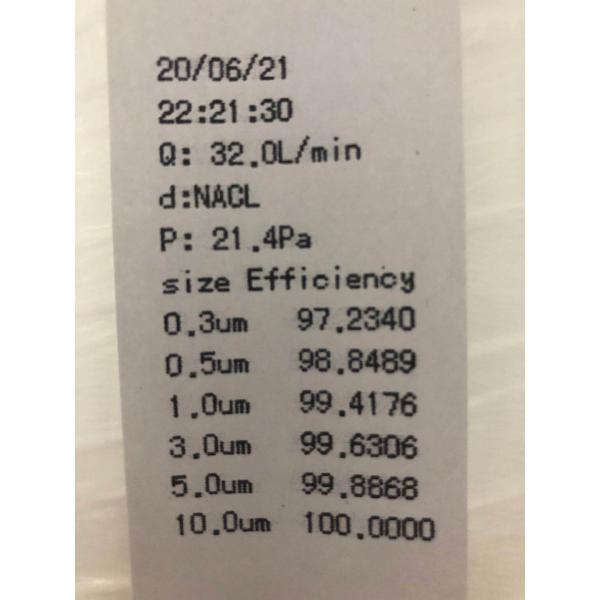 20/06/21
22:21:30
Q: 32.0L/min
d:NACL
P: 21.4Pa
size Efficiency
0.3um 97.2340
0.5um 98.8489
1.0um 99.4176
3.0um 99.6306
5.0um 99.8868
10.0um 100.0000